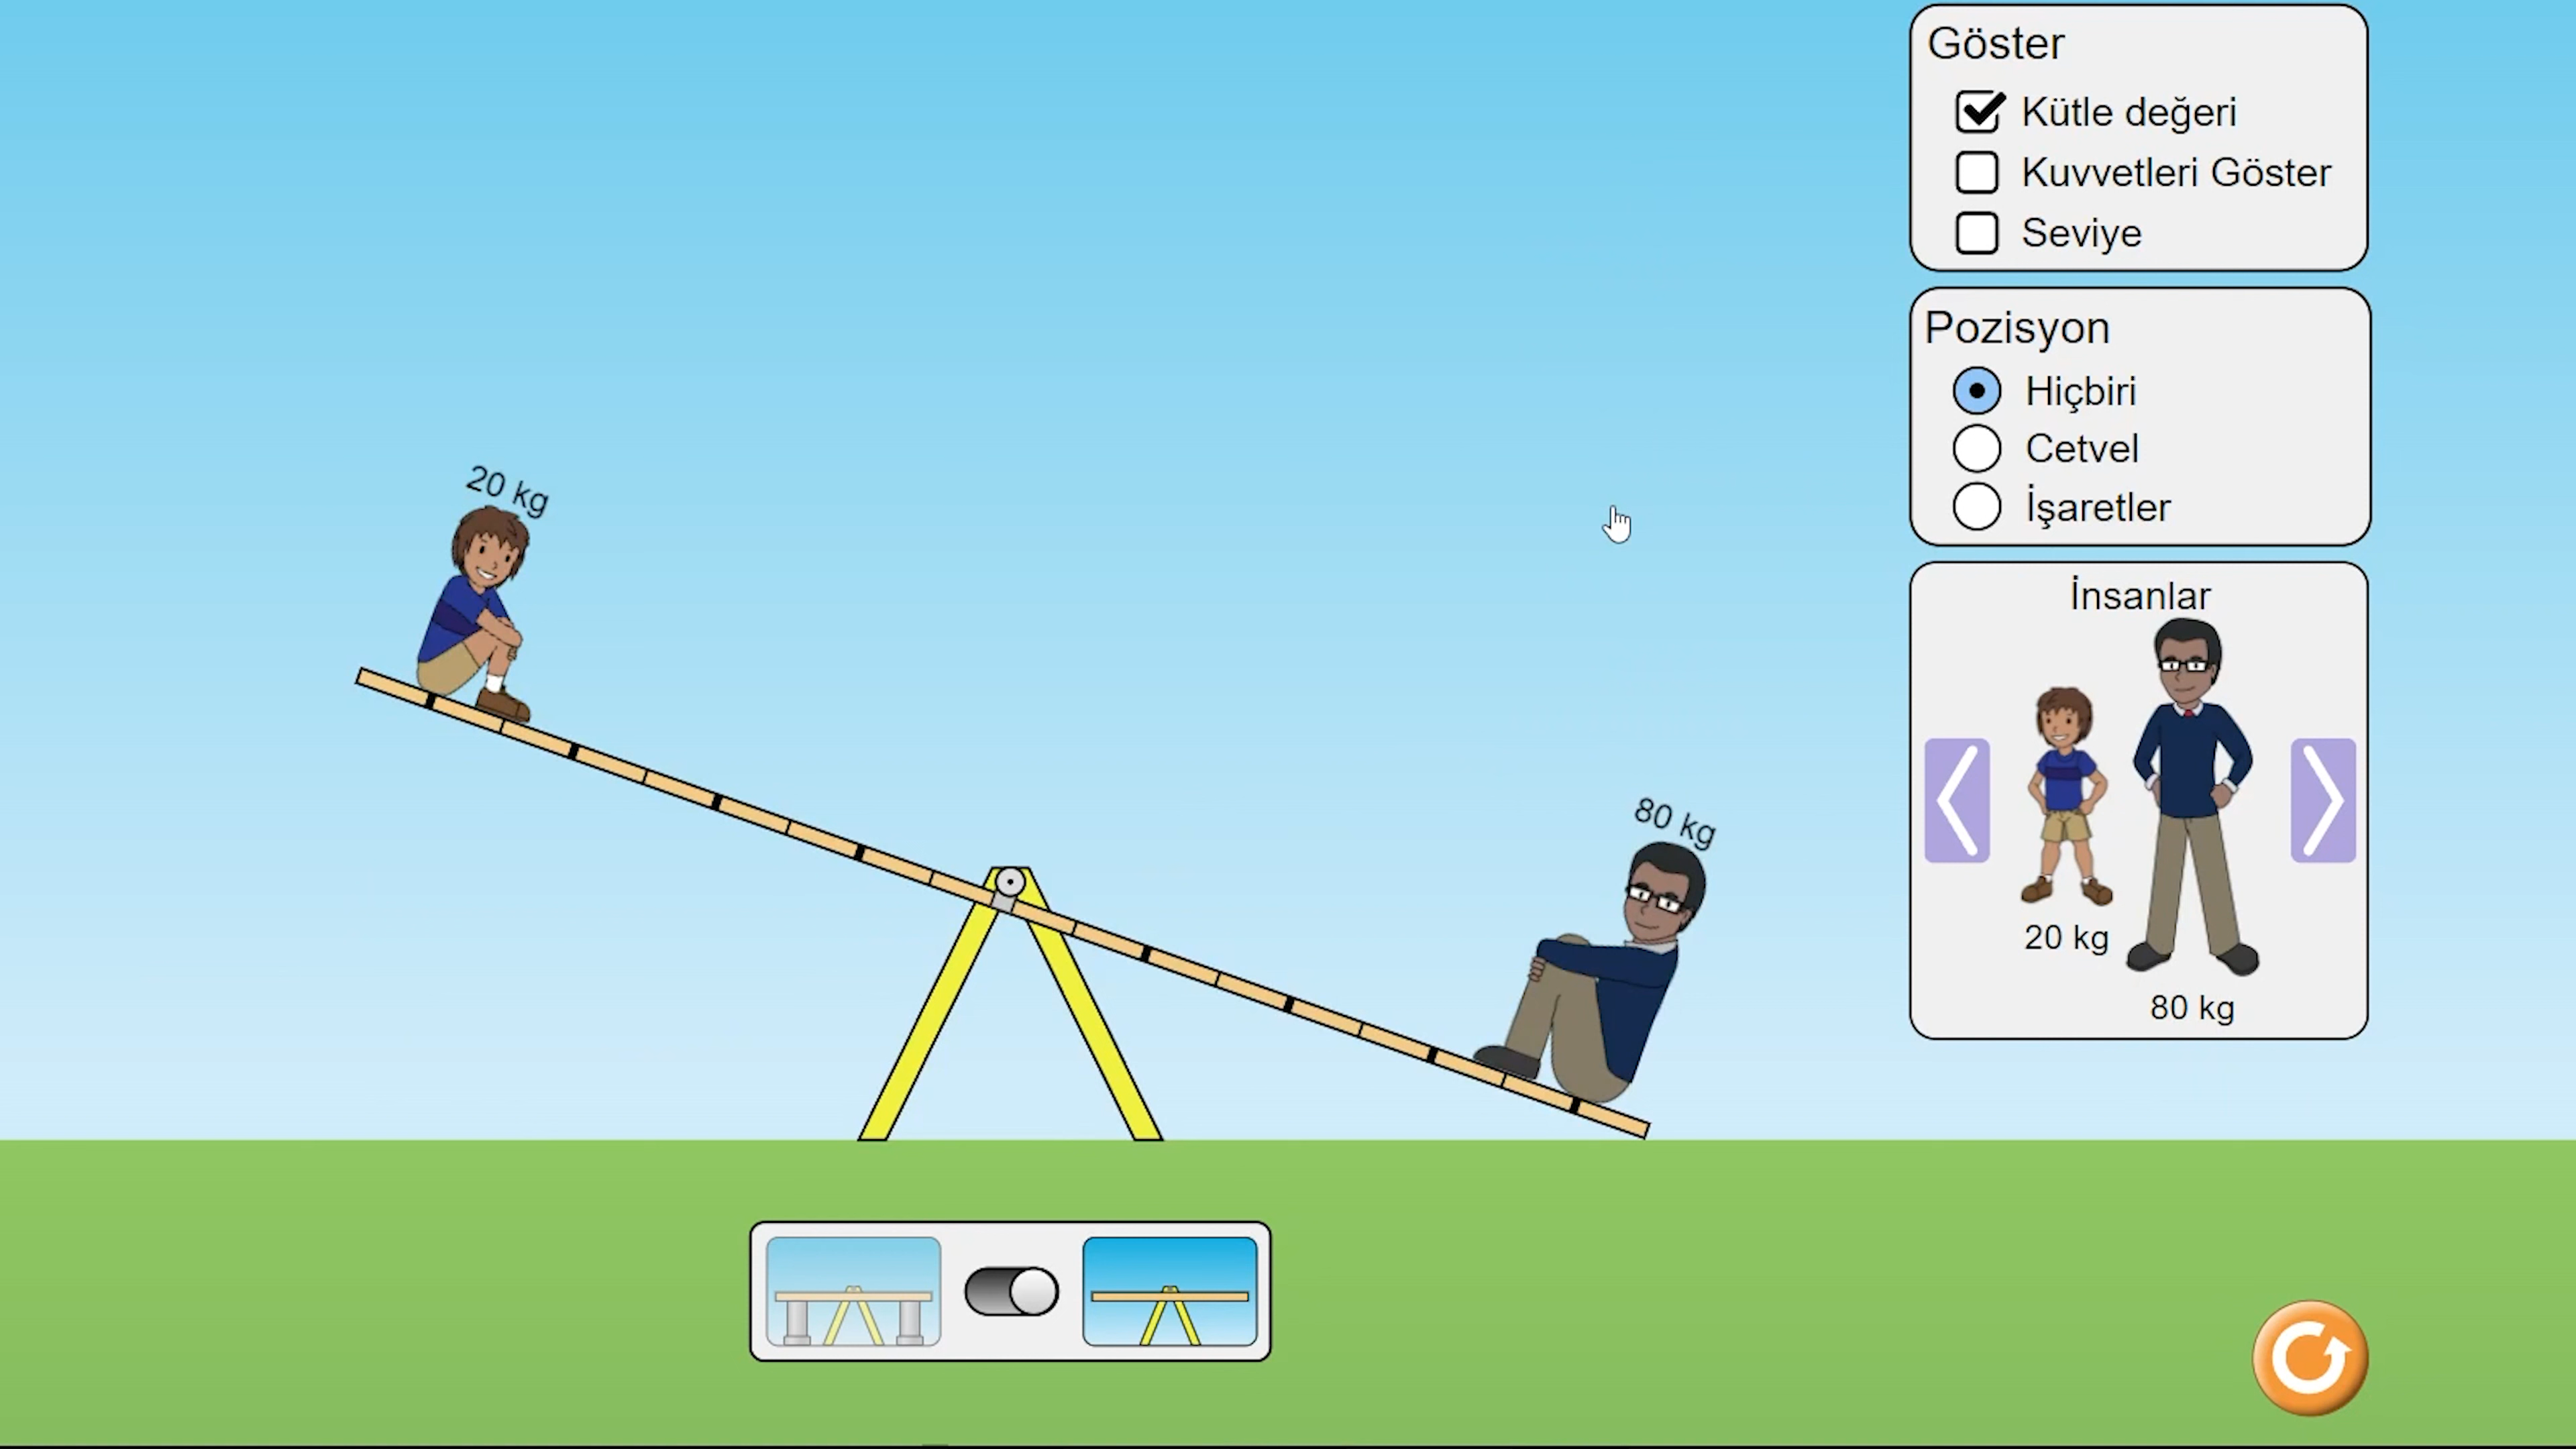 Göster
Kütle değeri
Kuvvetleri Göster
Seviye
Pozisyon
Hiçbiri
Cetvel
İşaretler
İnsanlar
20 kg
80 kg
20 kg
80 kg